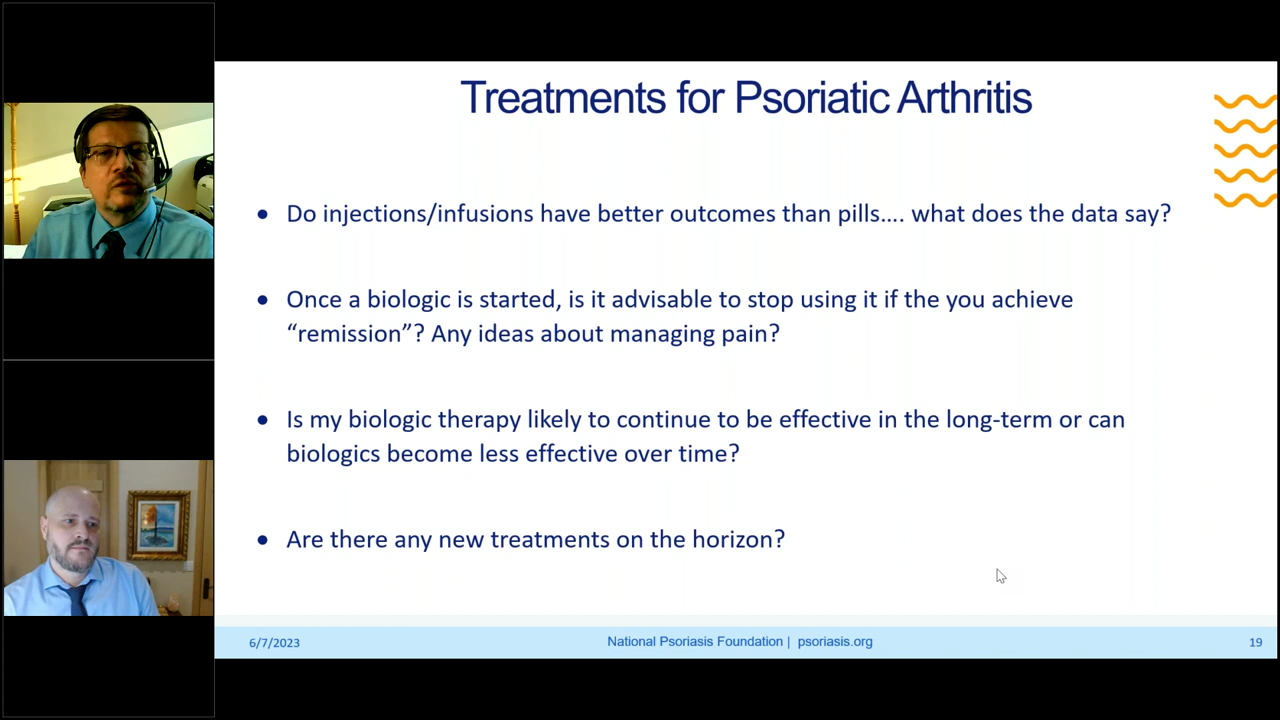 Treatments for Psoriatic Arthritis
● Do injections/infusions have better outcomes than pills.... what does the data say?
● Once a biologic is started, is it advisable to stop using it if the you achieve
“remission”? Any ideas about managing pain?
● Is my biologic therapy likely to continue to be effective in the long-term or can
biologics become less effective over time?
● Are there any new treatments on the horizon?
6/7/2023 National Psoriasis Foundation | psoriasis.org 19